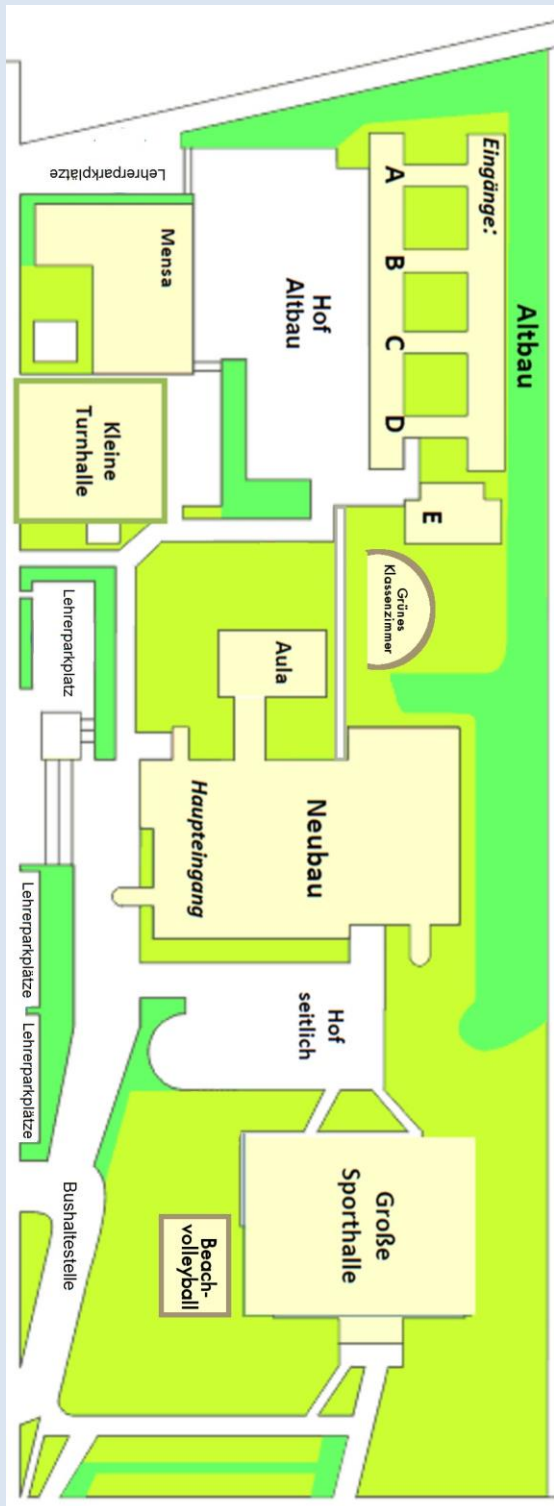 Lehrerparkplätze
Eingänge:
A
B
C
D
E
Altbau
Mensa
Hof
Altbau
Kleine
Turnhalle
Grünes
Klassenzimmer
Lehrerparkplatz
Aula
Haupteingang
Neubau
Lehrerparkplätze
Lehrerparkplätze
Hof
seitlich
Bushaltestelle
Große
Sporthalle
Beach-
volleyball